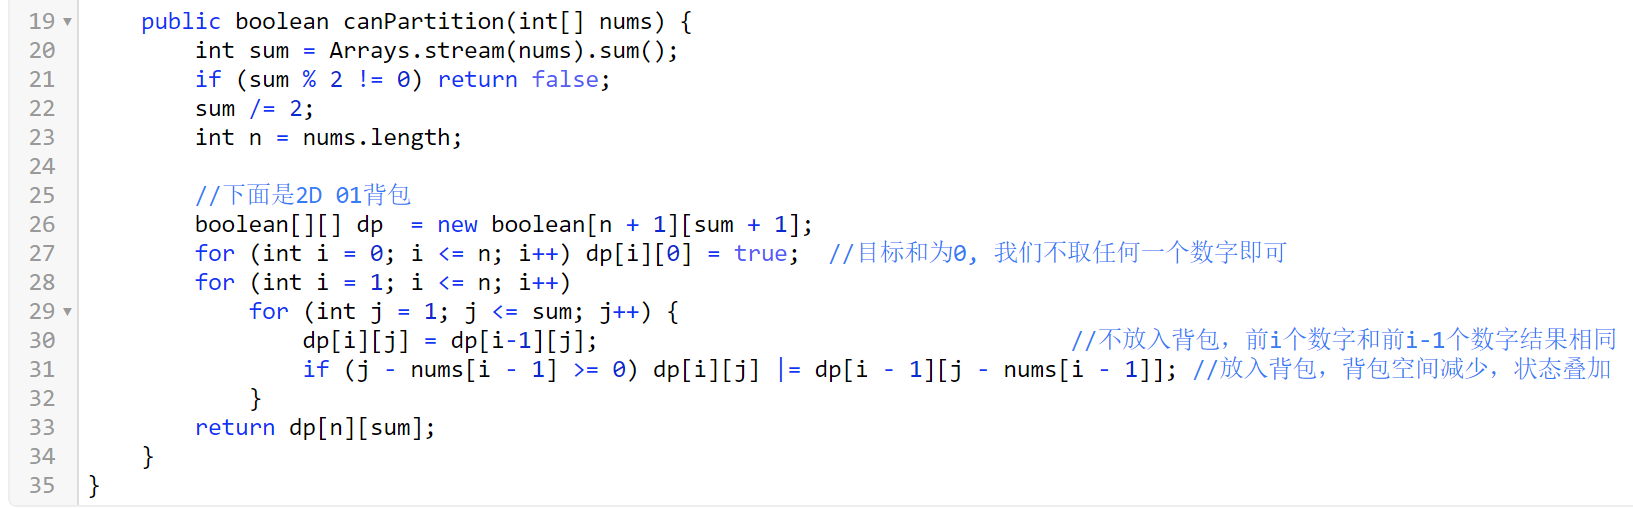 19 public boolean canPartition(int[] nums) {
20 int sum = Arrays.stream(nums).sum();
21 if (sum % 2 != 0) return false;
22 sum /= 2;
23 int n = nums.length;
24
25 //下面是2D 01背包
26 boolean[][] dp  = new boolean[n + 1][sum + 1];
27 for (int i = 0; i <= n; i++) dp[i][0] = true;  //目标和为0, 我们不取任何一个数字即可
28 for (int i = 1; i <= n; i++)
29 for (int j = 1; j <= sum; j++) {
30 dp[i][j] = dp[i-1][j]; //不放入背包，前i个数字和前i-1个数字结果相同
31 if (j - nums[i - 1] >= 0) dp[i][j] |= dp[i - 1][j - nums[i - 1]]; //放入背包，背包空间减少，状态叠加
32 }
33 return dp[n][sum];
34 }
35 }